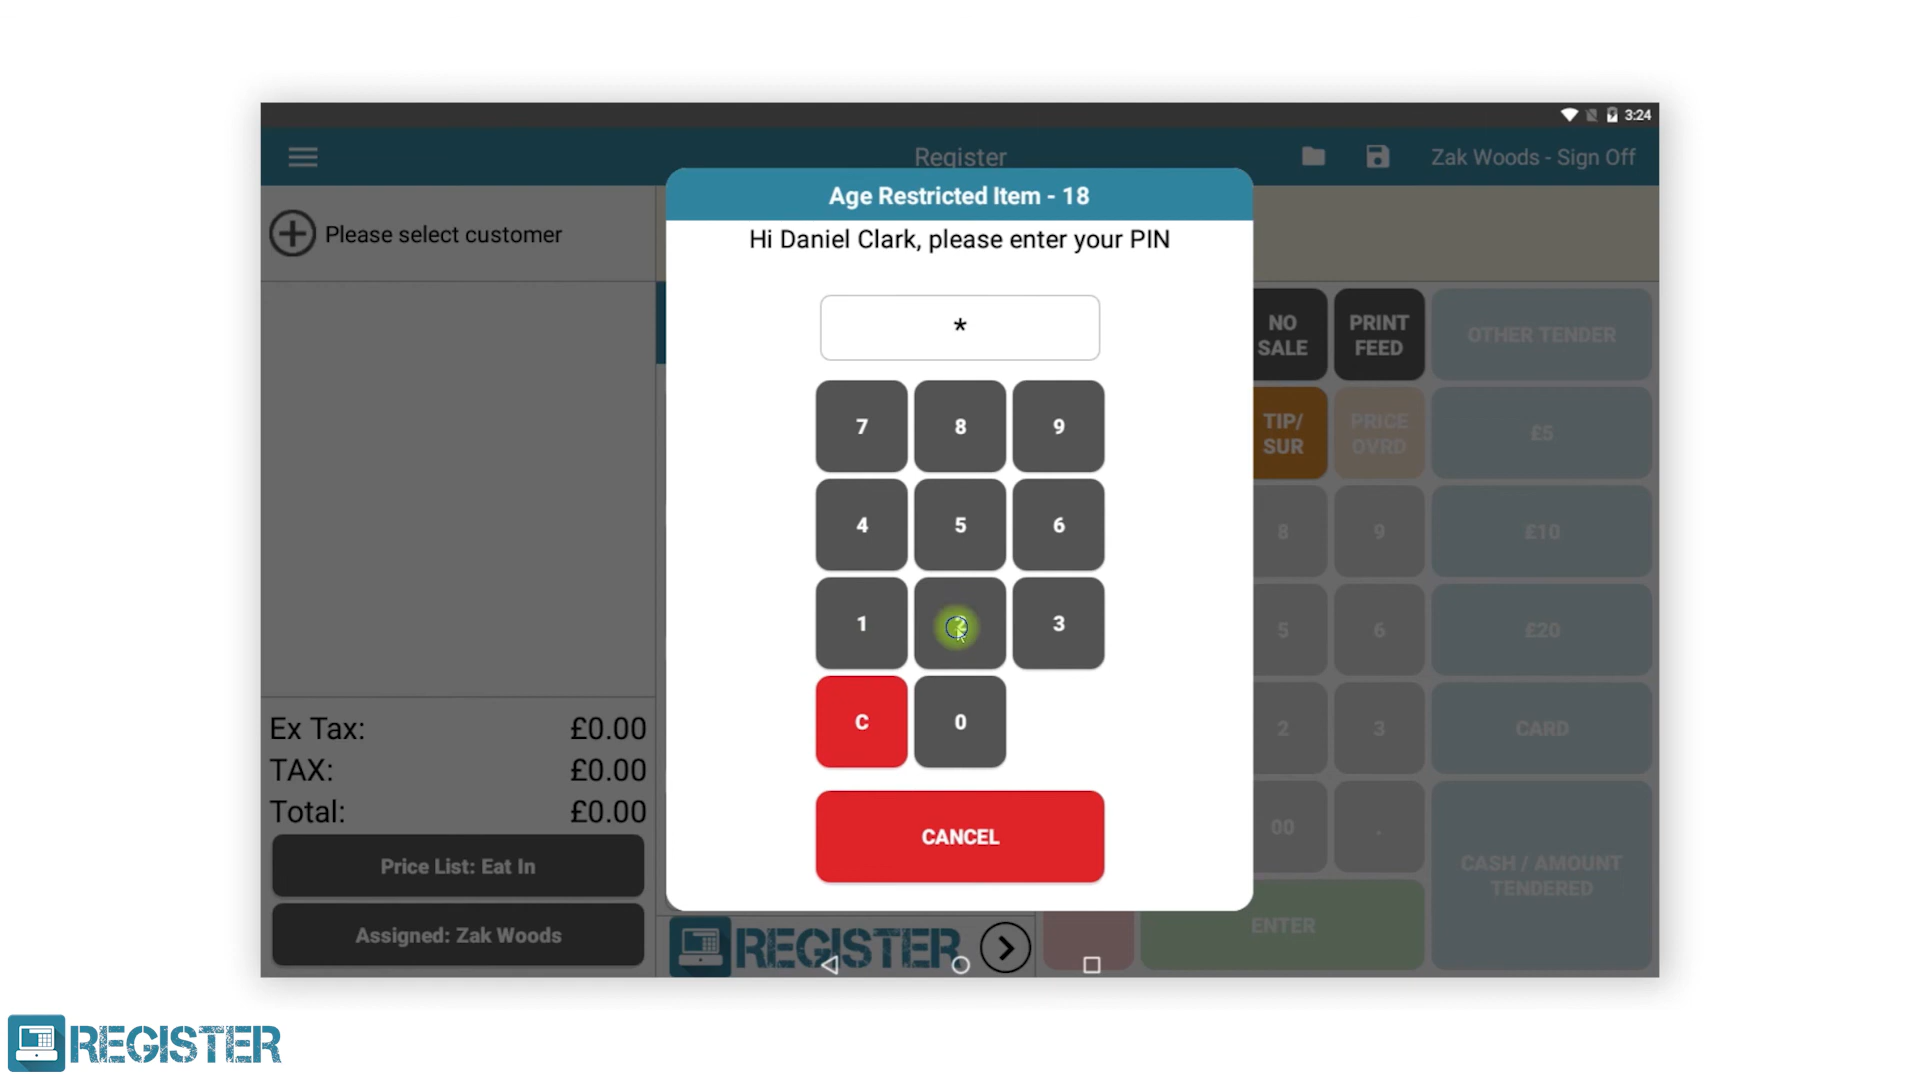 3:24
Register
Zak Woods - Sign Off
Please select customer
Age Restricted Item - 18
Hi Daniel Clark, please enter your PIN
*
7 8 9
4 5 6
1 3
C 0
CANCEL
NO SALE
PRINT FEED
OTHER TENDER
TIP/ SUR
PRICE OVRD
£5
8 9 £10
5 6 £20
2 3 CARD
00 .
CASH / AMOUNT TENDERED
ENTER
Ex Tax: £0.00
TAX: £0.00
Total: £0.00
Price List: Eat In
Assigned: Zak Woods
REGISTER
REGISTER